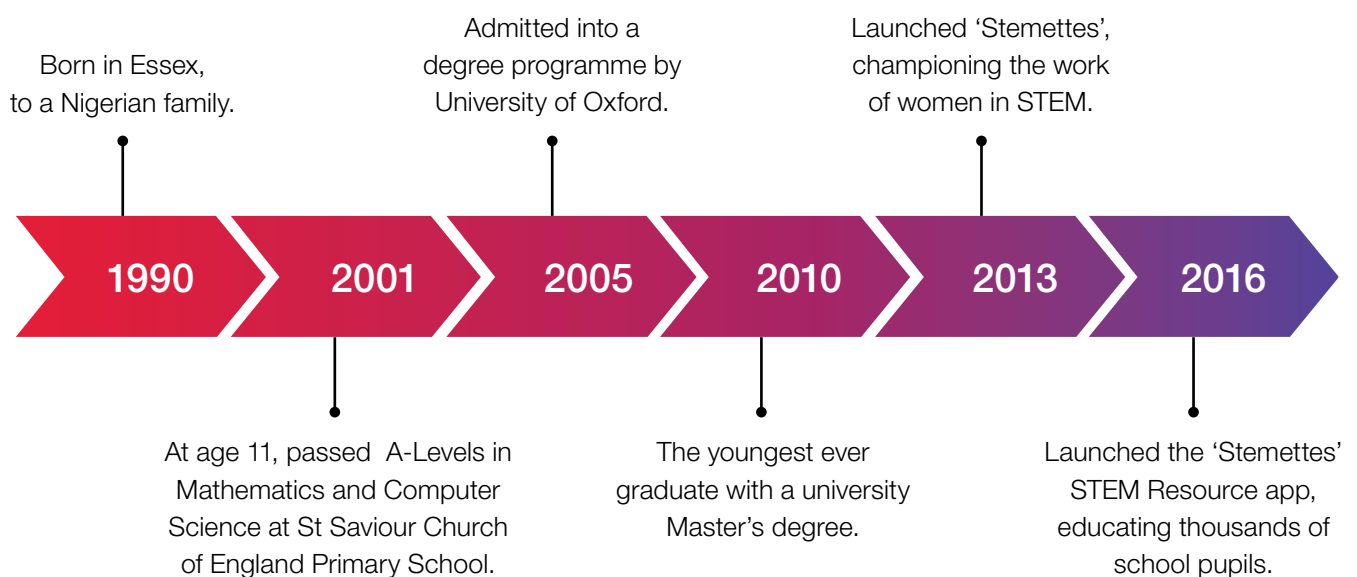 Born in Essex,
to a Nigerian family.
Admitted into a
degree programme by
University of Oxford.
Launched ‘Stemettes’,
championing the work
of women in STEM.
1990
2001
2005
2010
2013
2016
At age 11, passed  A-Levels in
Mathematics and Computer
Science at St Saviour Church
of England Primary School.
The youngest ever
graduate with a university
Master’s degree.
Launched the ‘Stemettes’
STEM Resource app,
educating thousands of
school pupils.